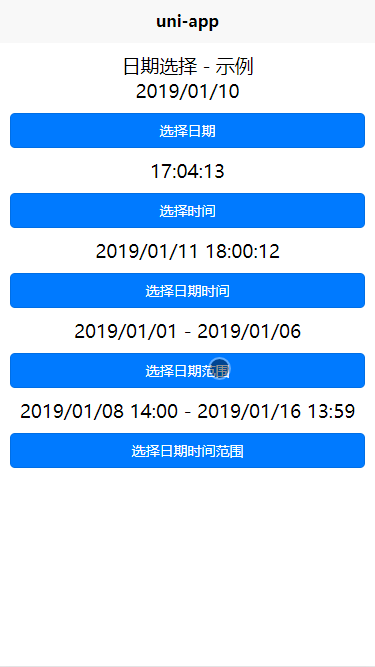 uni-app
日期选择 - 示例
2019/01/10
选择日期
17:04:13
选择时间
2019/01/11 18:00:12
选择日期时间
2019/01/01 - 2019/01/06
选择日期范围
2019/01/08 14:00 - 2019/01/16 13:59
选择日期时间范围